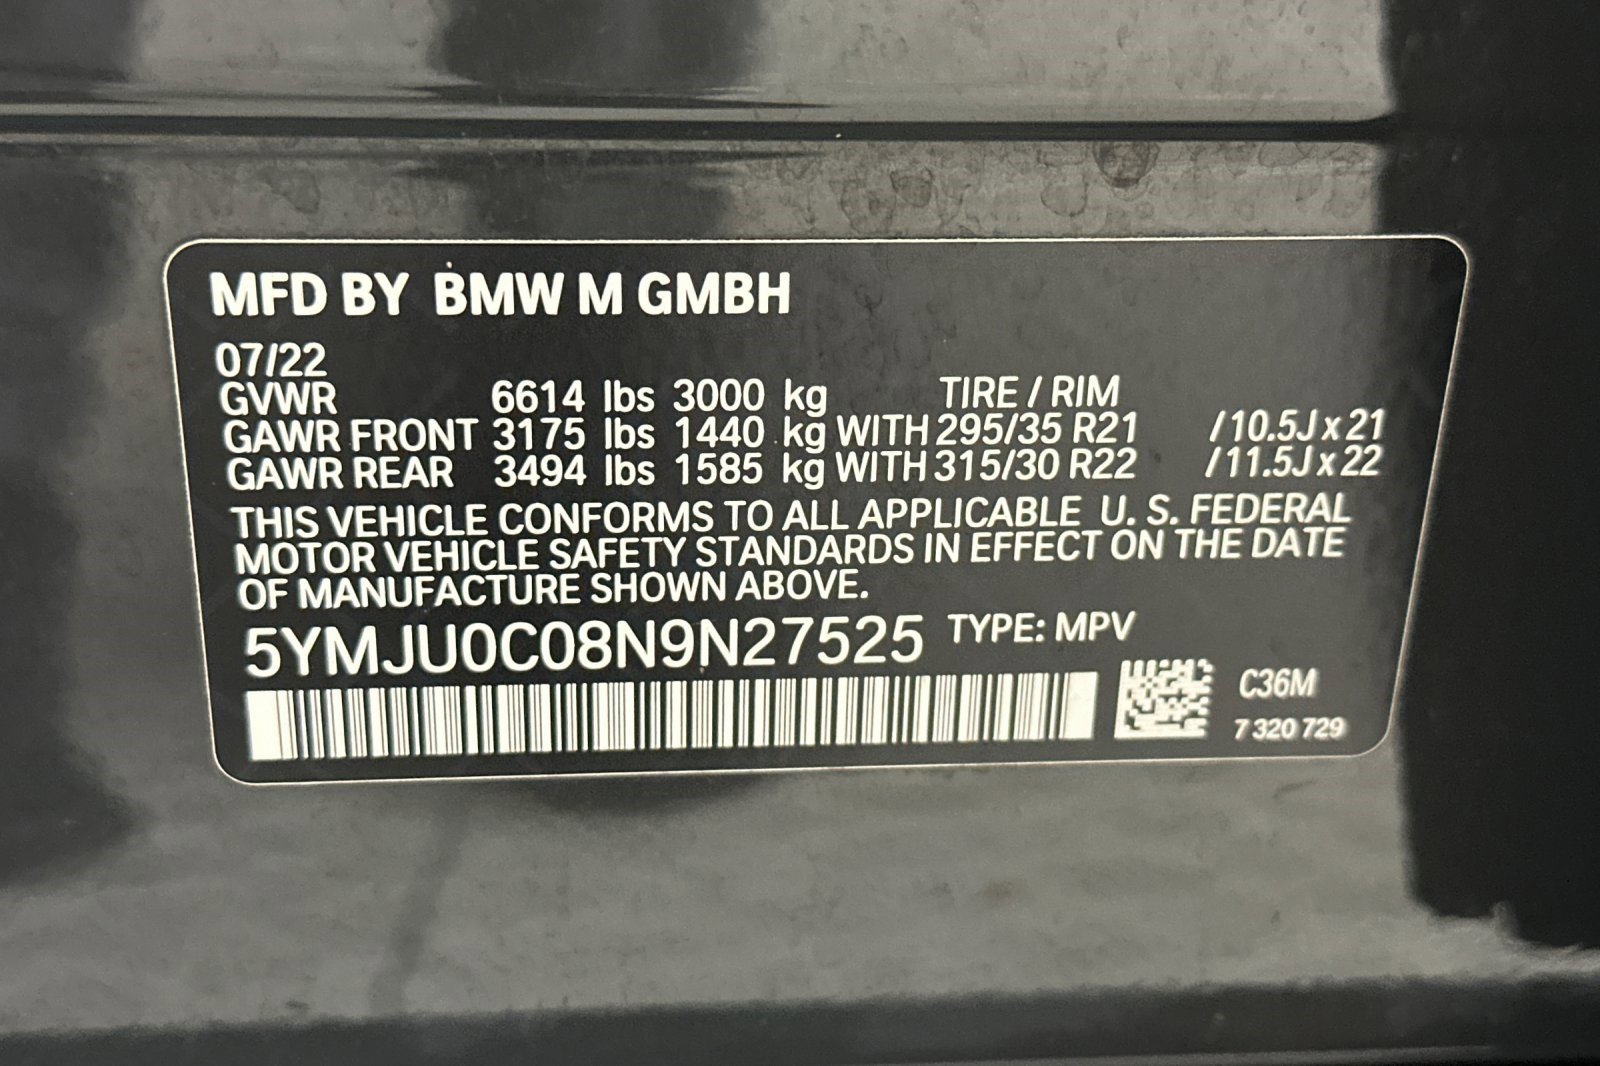 MFD BY BMW M GMBH
07/22
GVWR 6614 lbs 3000 kg TIRE / RIM
GAWR FRONT 3175 lbs 1440 kg WITH 295/35 R21 / 10.5J x 21
GAWR REAR 3494 lbs 1585 kg WITH 315/30 R22 / 11.5J x 22
THIS VEHICLE CONFORMS TO ALL APPLICABLE U. S. FEDERAL
MOTOR VEHICLE SAFETY STANDARDS IN EFFECT ON THE DATE
OF MANUFACTURE SHOWN ABOVE.
5YMJU0C08N9N27525 TYPE: MPV
C36M
7 320 729